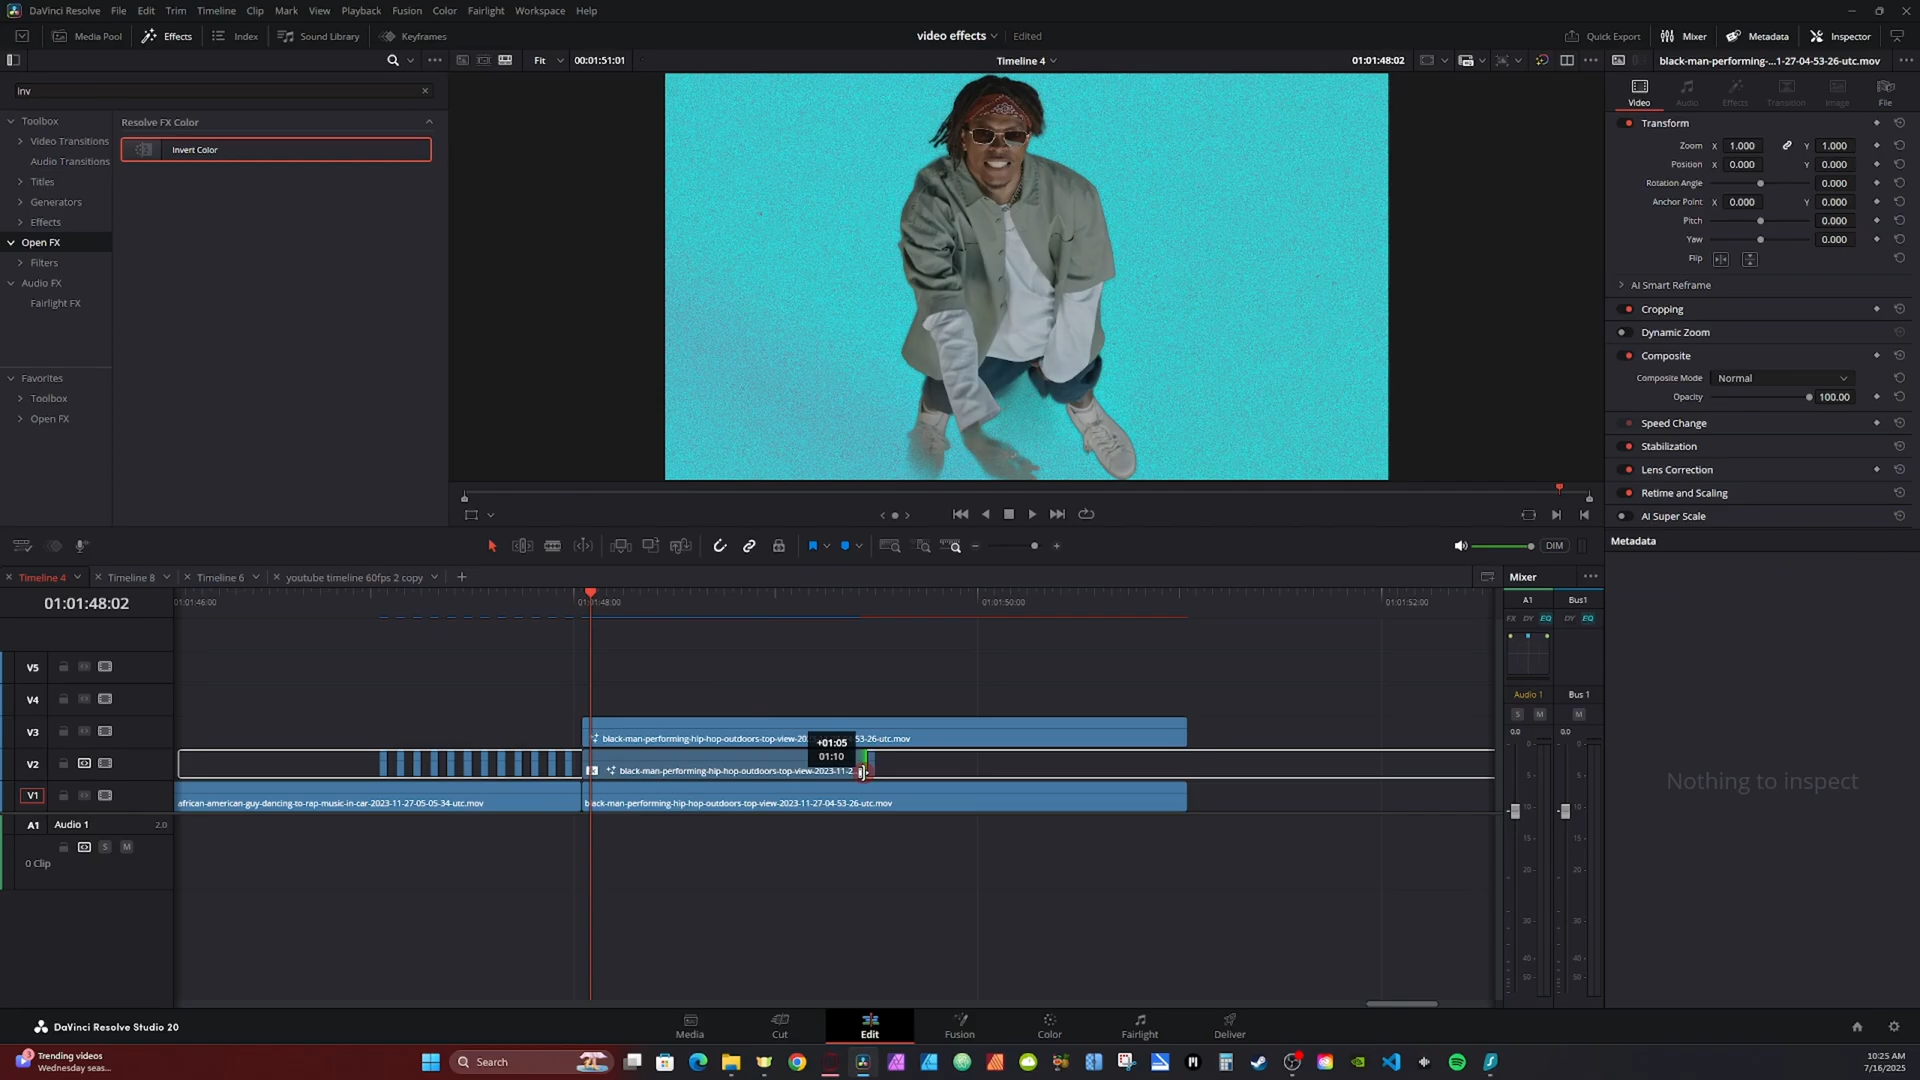 DaVinci Resolve File Edit Trim Timeline Clip Mark View Playback Fusion Color Fairlight Workspace Help
Media Pool Effects Index Sound Library Keyframes video effects Edited Quick Export Mixer Metadata Inspector
Fit 00:01:51:01 Timeline 4 01:01:48:02 black-man-performing-...1-27-04-53-26-utc.mov
inv
Video Audio Effects Transition Image File
Toolbox
Video Transitions
Audio Transitions
Titles
Generators
Effects
Open FX
Filters
Audio FX
Fairlight FX
Favorites
Toolbox
Open FX
Resolve FX Color
Invert Color
Transform
Zoom X 1.000 Y 1.000
Position X 0.000 Y 0.000
Rotation Angle 0.000
Anchor Point X 0.000 Y 0.000
Pitch 0.000
Yaw 0.000
Flip
AI Smart Reframe
Cropping
Dynamic Zoom
Composite
Composite Mode Normal
Opacity 100.00
Speed Change
Stabilization
Lens Correction
Retime and Scaling
AI Super Scale
Metadata
Nothing to inspect
DIM
Timeline 4 Timeline 8 Timeline 6 youtube timeline 60fps 2 copy
01:01:48:02
01:01:46:00 01:01:48:00 01:01:50:00 01:01:52:00
V5
V4
V3 black-man-performing-hip-hop-outdoors-top-view-202 53-26-utc.mov
+01:05
01:10
V2 black-man-performing-hip-hop-outdoors-top-view-2023-11-2
V1 african-american-guy-dancing-to-rap-music-in-car-2023-11-27-05-05-34-utc.mov black-man-performing-hip-hop-outdoors-top-view-2023-11-27-04-53-26-utc.mov
A1 Audio 1 2.0
S M
0 Clip
Mixer
A1 Bus1
FX DY EQ DY EQ
Audio 1 Bus 1
S M M
0.0 0.0
DaVinci Resolve Studio 20
Media Cut Edit Fusion Color Fairlight Deliver
Trending videos
Wednesday seas...
Search
10:25 AM
7/16/2025